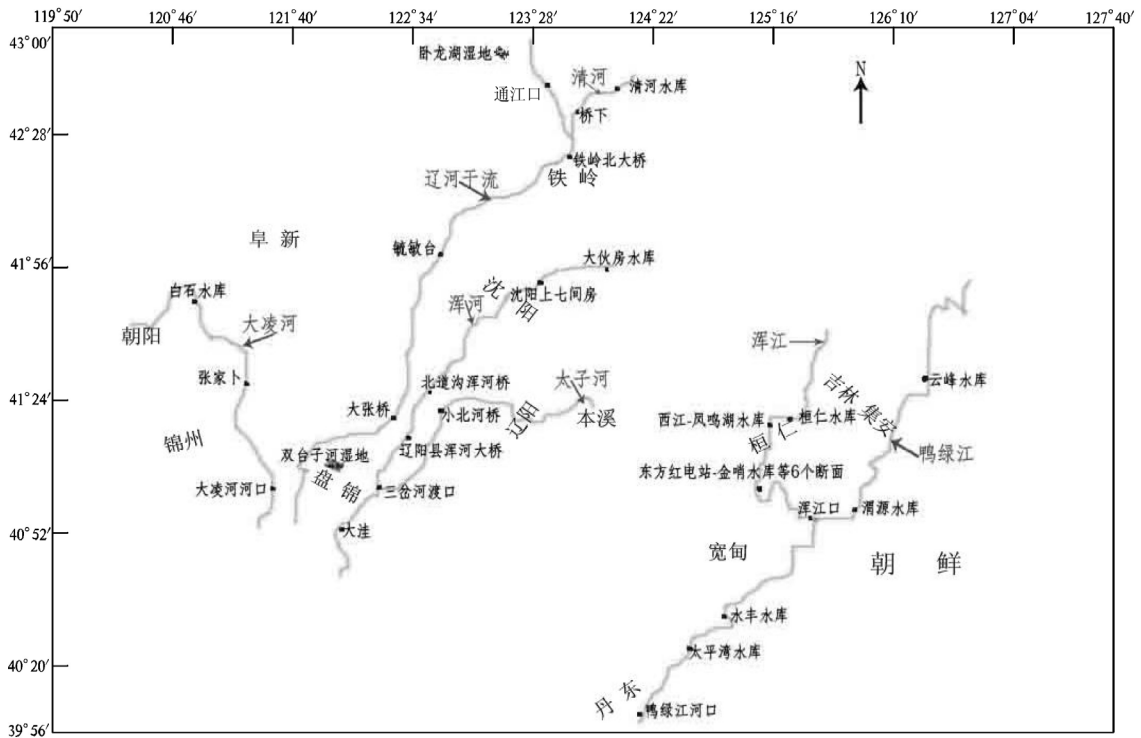 119°50′ 120°46′ 121°40′ 122°34′ 123°28′ 124°22′ 125°16′ 126°10′ 127°04′ 127°40′
43°00′
卧龙湖湿地
N
清河
清河水库
通江口
桥下
42°28′
铁岭北大桥
铁岭
辽河干流
阜新
毓敏台
41°56′
大伙房水库
白石水库
沈阳上七间房
沈阳
浑河
大凌河
朝阳
浑江
张家卜
北道沟浑河桥
太子河
云峰水库
41°24′
吉林 集安
大张桥
小北河桥
辽阳
本溪
西江-凤鸣湖水库
桓仁水库
桓仁
锦州
双台子河湿地
辽阳县浑河大桥
鸭绿江
盘锦
东方红电站-金哨水库等6个断面
大凌河河口
三岔河渡口
浑江口
渭源水库
40°52′
大洼
宽甸
朝鲜
水丰水库
太平湾水库
40°20′
丹东
鸭绿江河口
39°56′